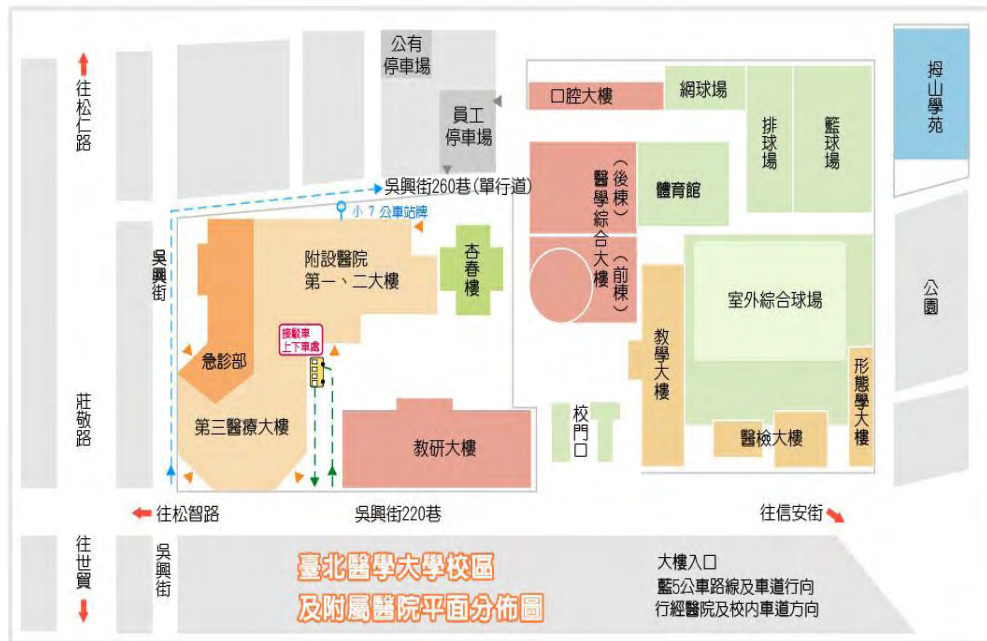 公有
停車場
員工
停車場
口腔大樓
網球場
排球場
籃球場
拇山學苑
往松仁路
吳興街260巷(單行道)
小 7 公車站牌
醫學綜合大樓
(後棟)
(前棟)
體育館
吳興街
附設醫院
第一、二大樓
杏春樓
室外綜合球場
公園
接駁車
上下車處
急診部
教學大樓
形態學大樓
莊敬路
第三醫療大樓
教研大樓
校門口
醫檢大樓
往松智路
吳興街220巷
往信安街
往世貿
吳興街
臺北醫學大學校區
及附屬醫院平面分佈圖
大樓入口
藍5公車路線及車道行向
行經醫院及校內車道方向